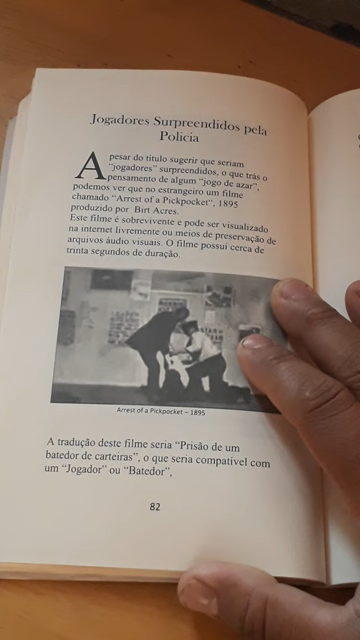 Jogadores Surpreendidos pela
Policia
Apesar do título sugerir que seriam
"jogadores" surpreendidos, o que trás o
pensamento de algum "jogo de azar",
podemos ver que no estrangeiro um filme
chamado "Arrest of a Pickpocket", 1895
produzido por Birt Acres.
Este filme é sobrevivente e pode ser visualizado
na internet livremente ou meios de preservação de
arquivos áudio visuais. O filme possui cerca de
trinta segundos de duração.
Arrest of a Pickpocket – 1895
A tradução deste filme seria "Prisão de um
batedor de carteiras", o que seria compatível com
um "Jogador" ou "Batedor",
82